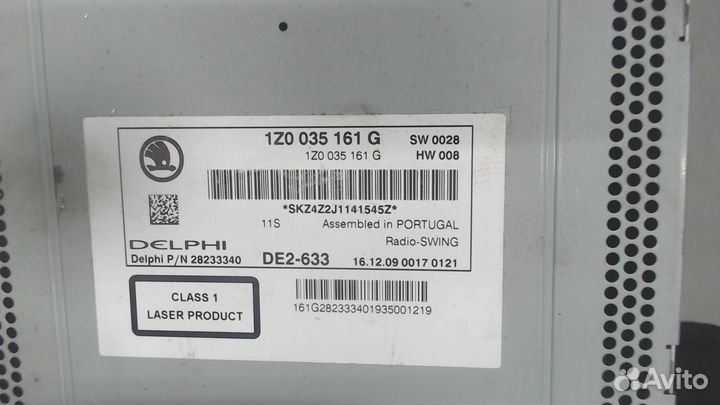 1Z0 035 161 G SW 0028
1Z0 035 161 G HW 008
*SKZ4Z2J1141545Z*
11S Assembled in PORTUGAL
DELPHI Radio-SWING
Delphi P/N 28233340 DE2-633 16.12.09 0017 0121
CLASS 1
LASER PRODUCT
161G282333401935001219
Avito